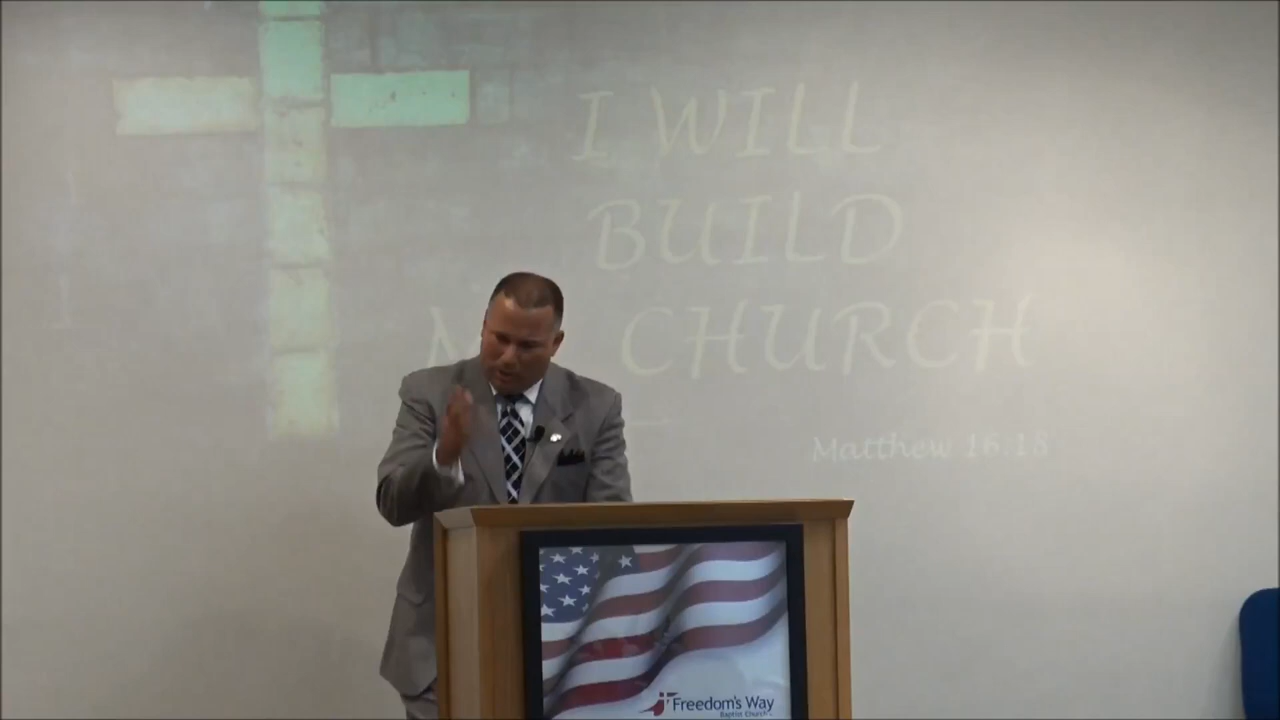 I WILL
BUILD
CHURCH
Matthew 16:18
Freedom's Way
Baptist Church